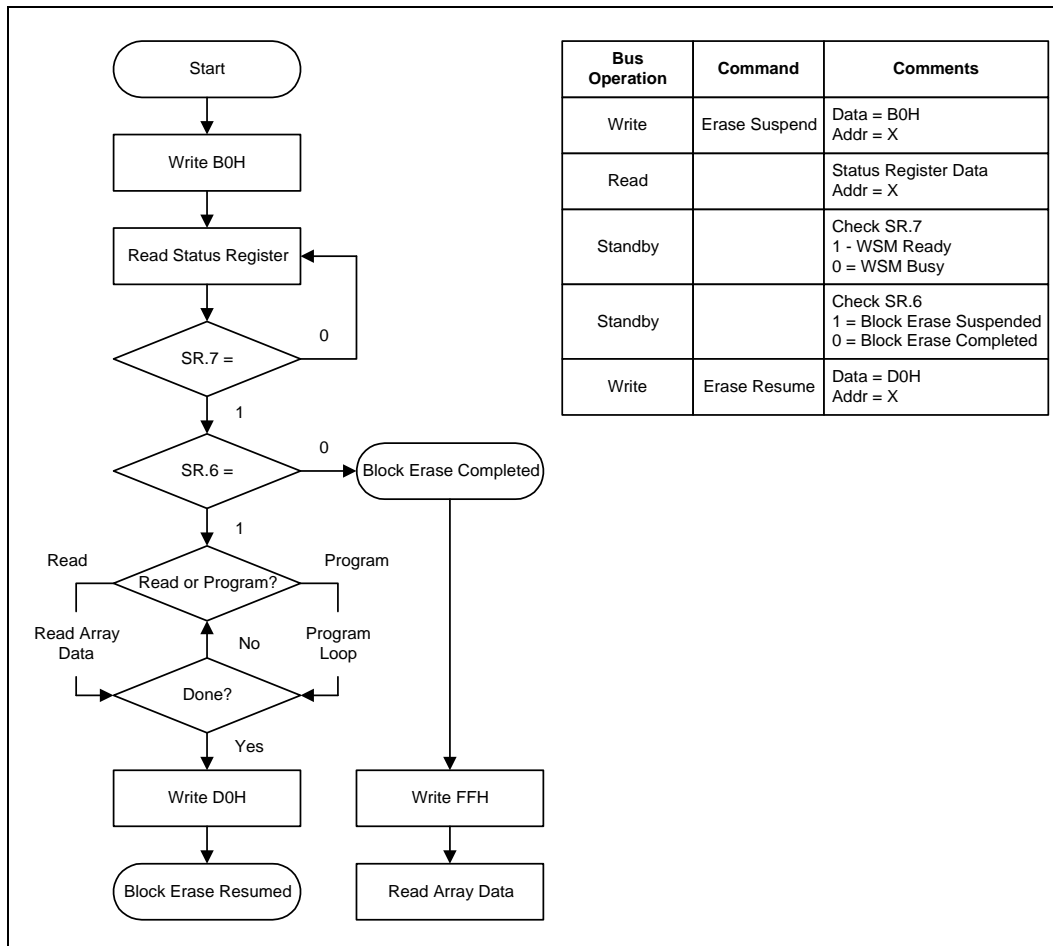 Start
Write B0H
Read Status Register
0
SR.7 =
1
0
SR.6 =
Block Erase Completed
1
Read
Program
Read or Program?
Read Array
Data
No
Program
Loop
Done?
Yes
Write D0H
Write FFH
Block Erase Resumed
Read Array Data
Bus
Operation
Command
Comments
Write
Erase Suspend
Data = B0H
Addr = X
Read
Status Register Data
Addr = X
Standby
Check SR.7
1 - WSM Ready
0 = WSM Busy
Standby
Check SR.6
1 = Block Erase Suspended
0 = Block Erase Completed
Write
Erase Resume
Data = D0H
Addr = X